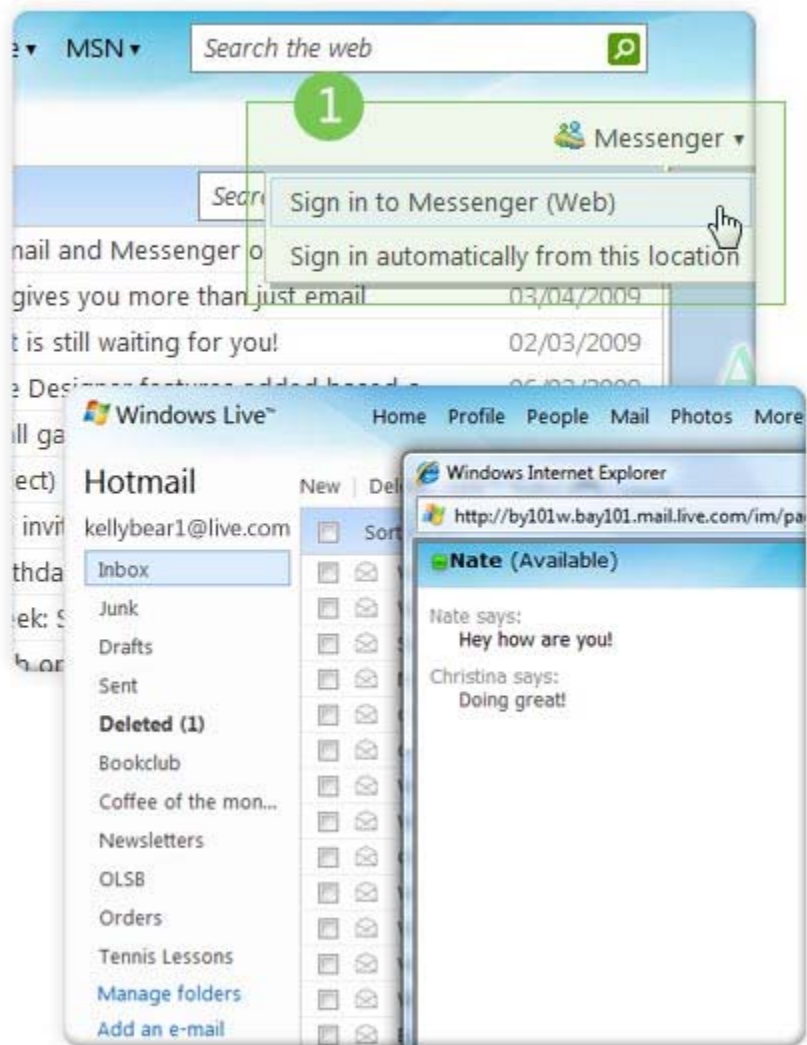 MSN
Search the web
1
Messenger
Sign in to Messenger (Web)
Sign in automatically from this location
and Messenger
gives you more than just email 03/04/2009
is still waiting for you! 02/03/2009
Windows Live™
Home Profile People Mail Photos More
Hotmail
kellybear1@live.com
New
Inbox
Junk
Drafts
Sent
Deleted (1)
Bookclub
Coffee of the mon...
Newsletters
OLSB
Orders
Tennis Lessons
Manage folders
Add an e-mail
Sort
Windows Internet Explorer
http://by101w.bay101.mail.live.com/im/pa
Nate (Available)
Nate says:
Hey how are you!
Christina says:
Doing great!